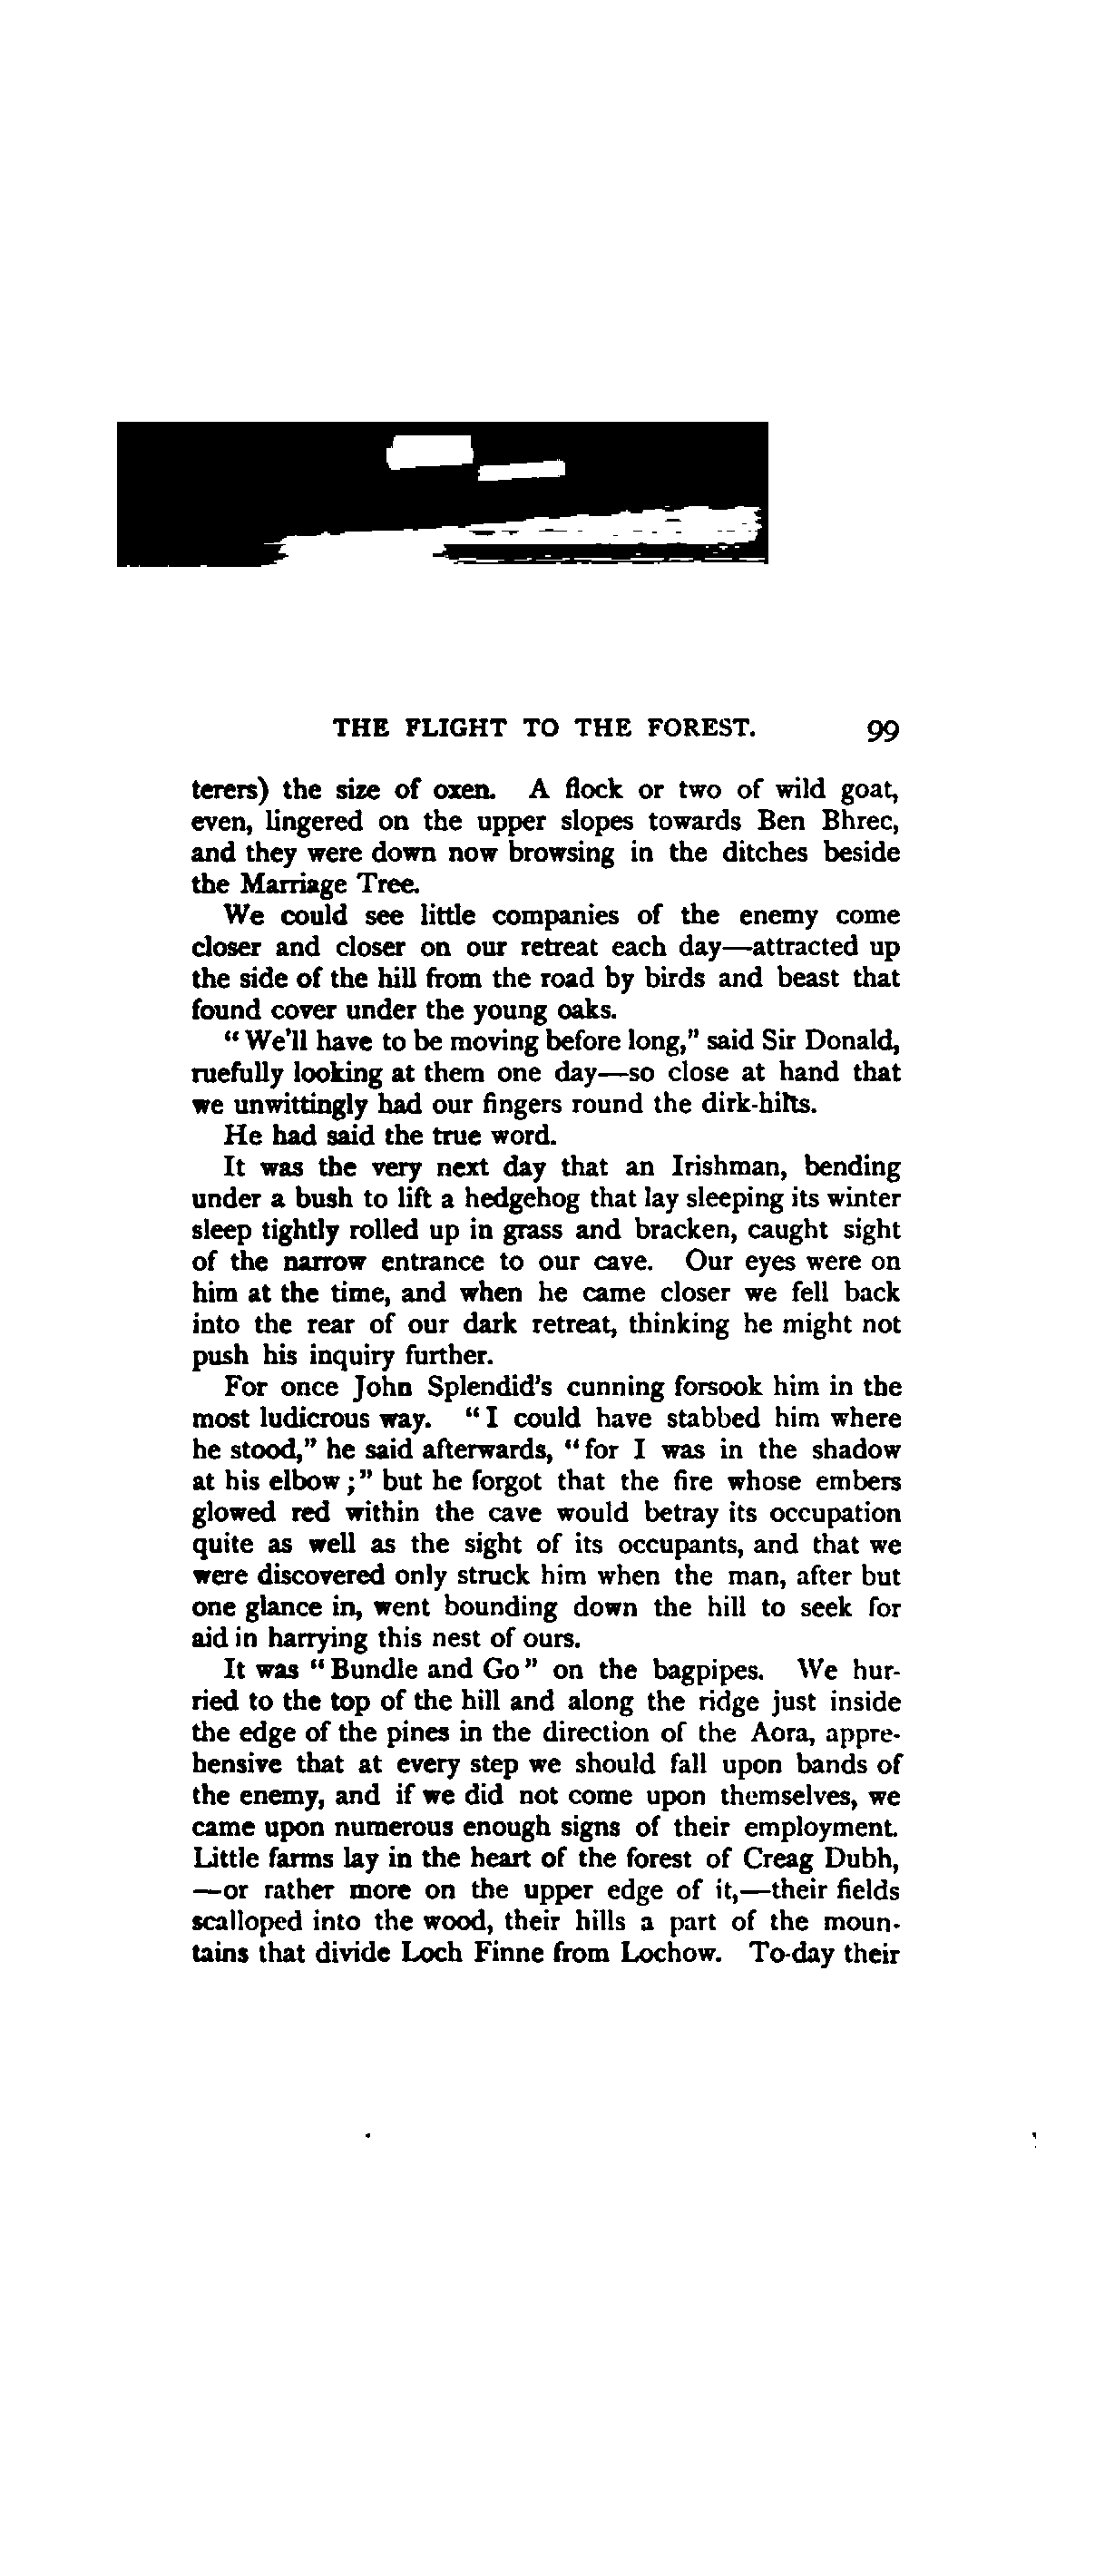 THE FLIGHT TO THE FOREST. 99
terers) the size of oxen. A flock or two of wild goat,
even, lingered on the upper slopes towards Ben Bhrec,
and they were down now browsing in the ditches beside
the Marriage Tree.
We could see little companies of the enemy come
closer and closer on our retreat each day—attracted up
the side of the hill from the road by birds and beast that
found cover under the young oaks.
“We'll have to be moving before long,” said Sir Donald,
ruefully looking at them one day—so close at hand that
we unwittingly had our fingers round the dirk-hilts.
He had said the true word.
It was the very next day that an Irishman, bending
under a bush to lift a hedgehog that lay sleeping its winter
sleep tightly rolled up in grass and bracken, caught sight
of the narrow entrance to our cave. Our eyes were on
him at the time, and when he came closer we fell back
into the rear of our dark retreat, thinking he might not
push his inquiry further.
For once John Splendid's cunning forsook him in the
most ludicrous way. “I could have stabbed him where
he stood,” he said afterwards, “for I was in the shadow
at his elbow;” but he forgot that the fire whose embers
glowed red within the cave would betray its occupation
quite as well as the sight of its occupants, and that we
were discovered only struck him when the man, after but
one glance in, went bounding down the hill to seek for
aid in harrying this nest of ours.
It was “Bundle and Go” on the bagpipes. We hur-
ried to the top of the hill and along the ridge just inside
the edge of the pines in the direction of the Aora, appre-
hensive that at every step we should fall upon bands of
the enemy, and if we did not come upon themselves, we
came upon numerous enough signs of their employment.
Little farms lay in the heart of the forest of Creag Dubh,
—or rather more on the upper edge of it,—their fields
scalloped into the wood, their hills a part of the moun-
tains that divide Loch Finne from Lochow. To-day their